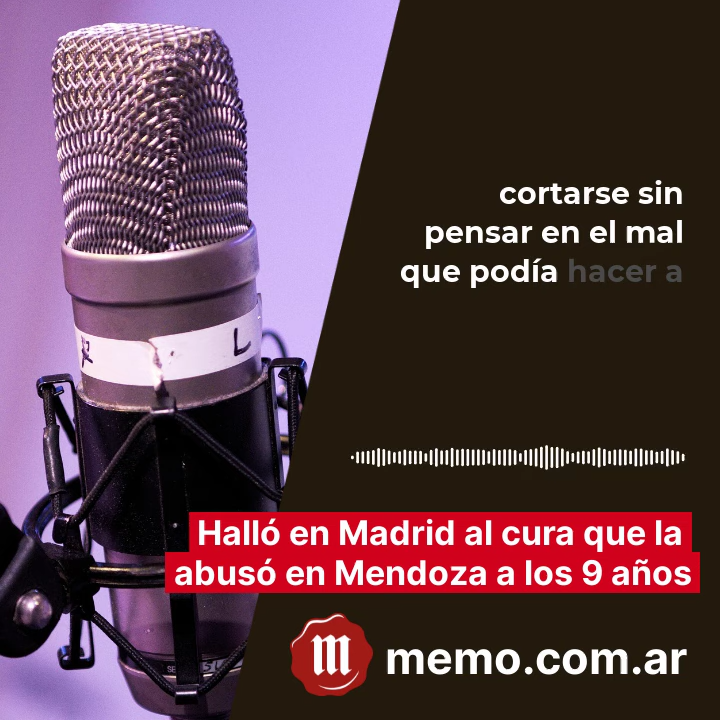 cortarse sin
pensar en el mal
que podía hacer a
L
Halló en Madrid al cura que la
abusó en Mendoza a los 9 años
m memo.com.ar